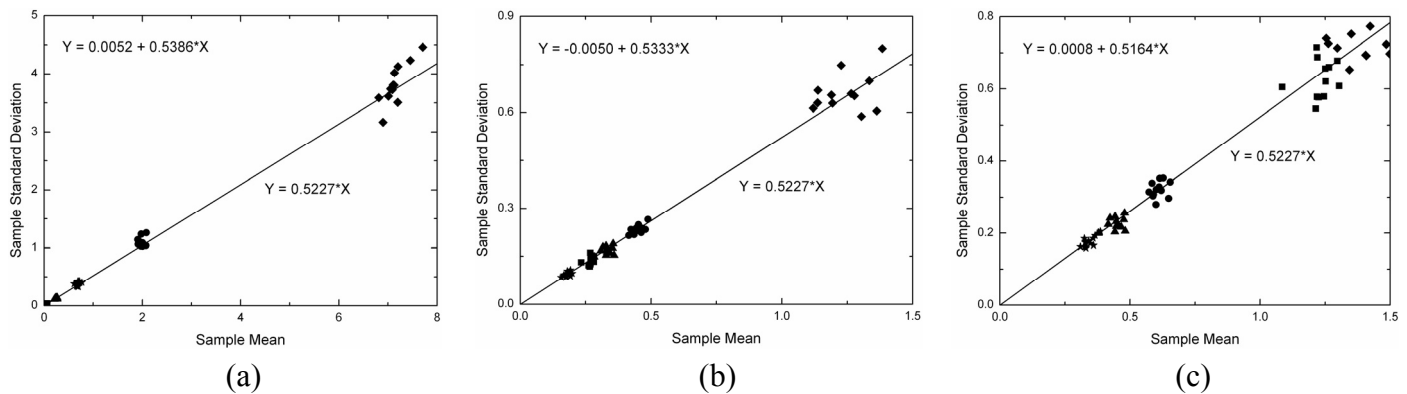 Y = 0.0052 + 0.5386*X
Y = 0.5227*X
Sample Standard Deviation
5
4
3
2
1
0
0
2
4
6
8
Sample Mean
(a)
Y = -0.0050 + 0.5333*X
Y = 0.5227*X
Sample Standard Deviation
0.9
0.6
0.3
0.0
0.0
0.5
1.0
1.5
Sample Mean
(b)
Y = 0.0008 + 0.5164*X
Y = 0.5227*X
Sample Standard Deviation
0.8
0.6
0.4
0.2
0.0
0.0
0.5
1.0
1.5
Sample Mean
(c)